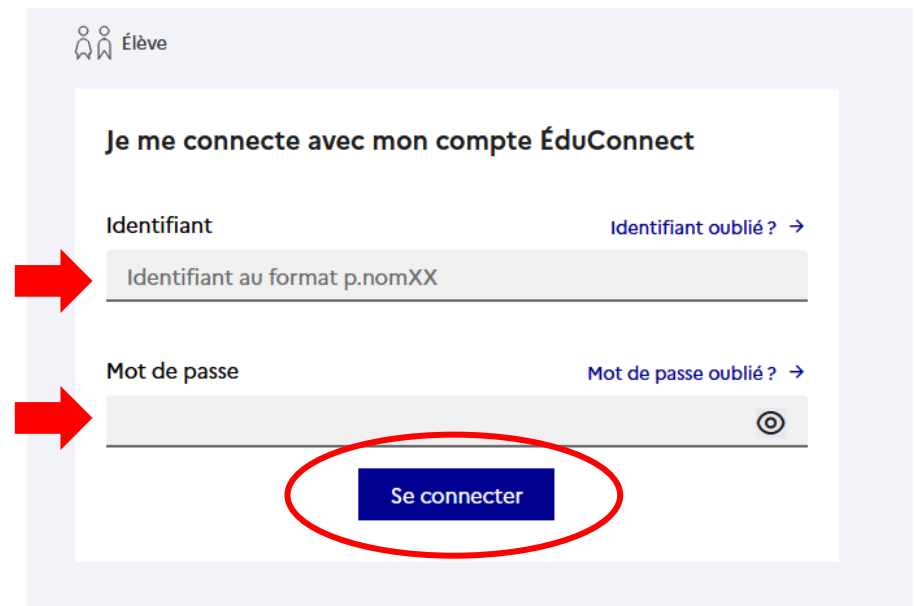 Élève
Je me connecte avec mon compte ÉduConnect
Identifiant
Identifiant oublié ? →
Identifiant au format p.nomXX
Mot de passe
Mot de passe oublié ? →
Se connecter